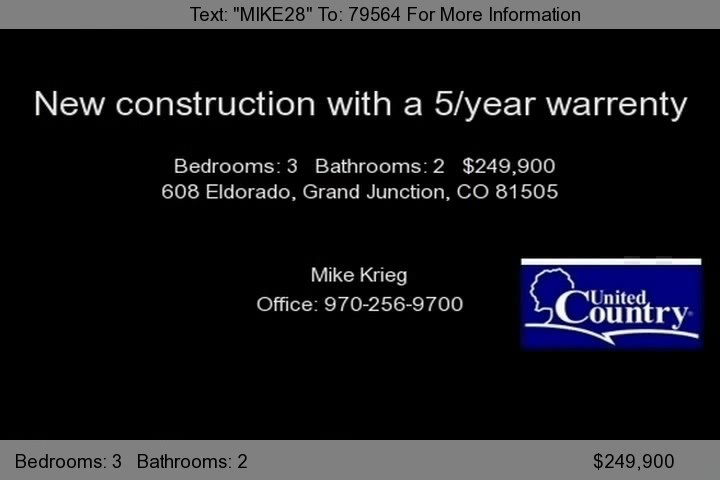 Text: "MIKE28" To: 79564 For More Information
New construction with a 5/year warrenty
Bedrooms: 3 Bathrooms: 2 $249,900
608 Eldorado, Grand Junction, CO 81505
Mike Krieg
Office: 970-256-9700
United
Country
Bedrooms: 3 Bathrooms: 2 $249,900